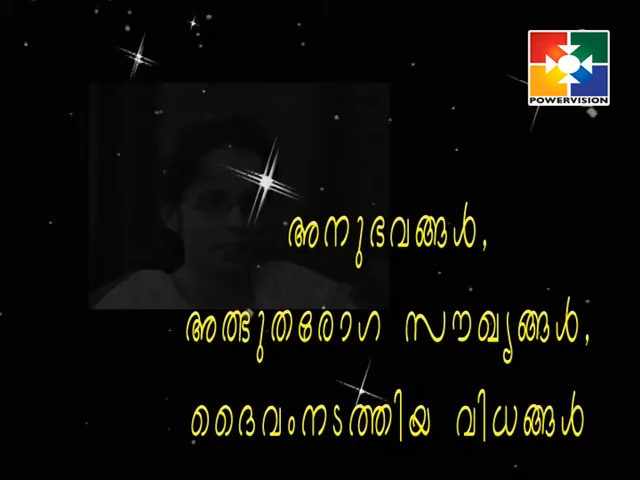 POWERVISION
അനുഭവങ്ങൾ,
അത്ഭുതരോഗ സൗഖ്യങ്ങൾ,
ദൈവംനടത്തിയ വിധങ്ങൾ